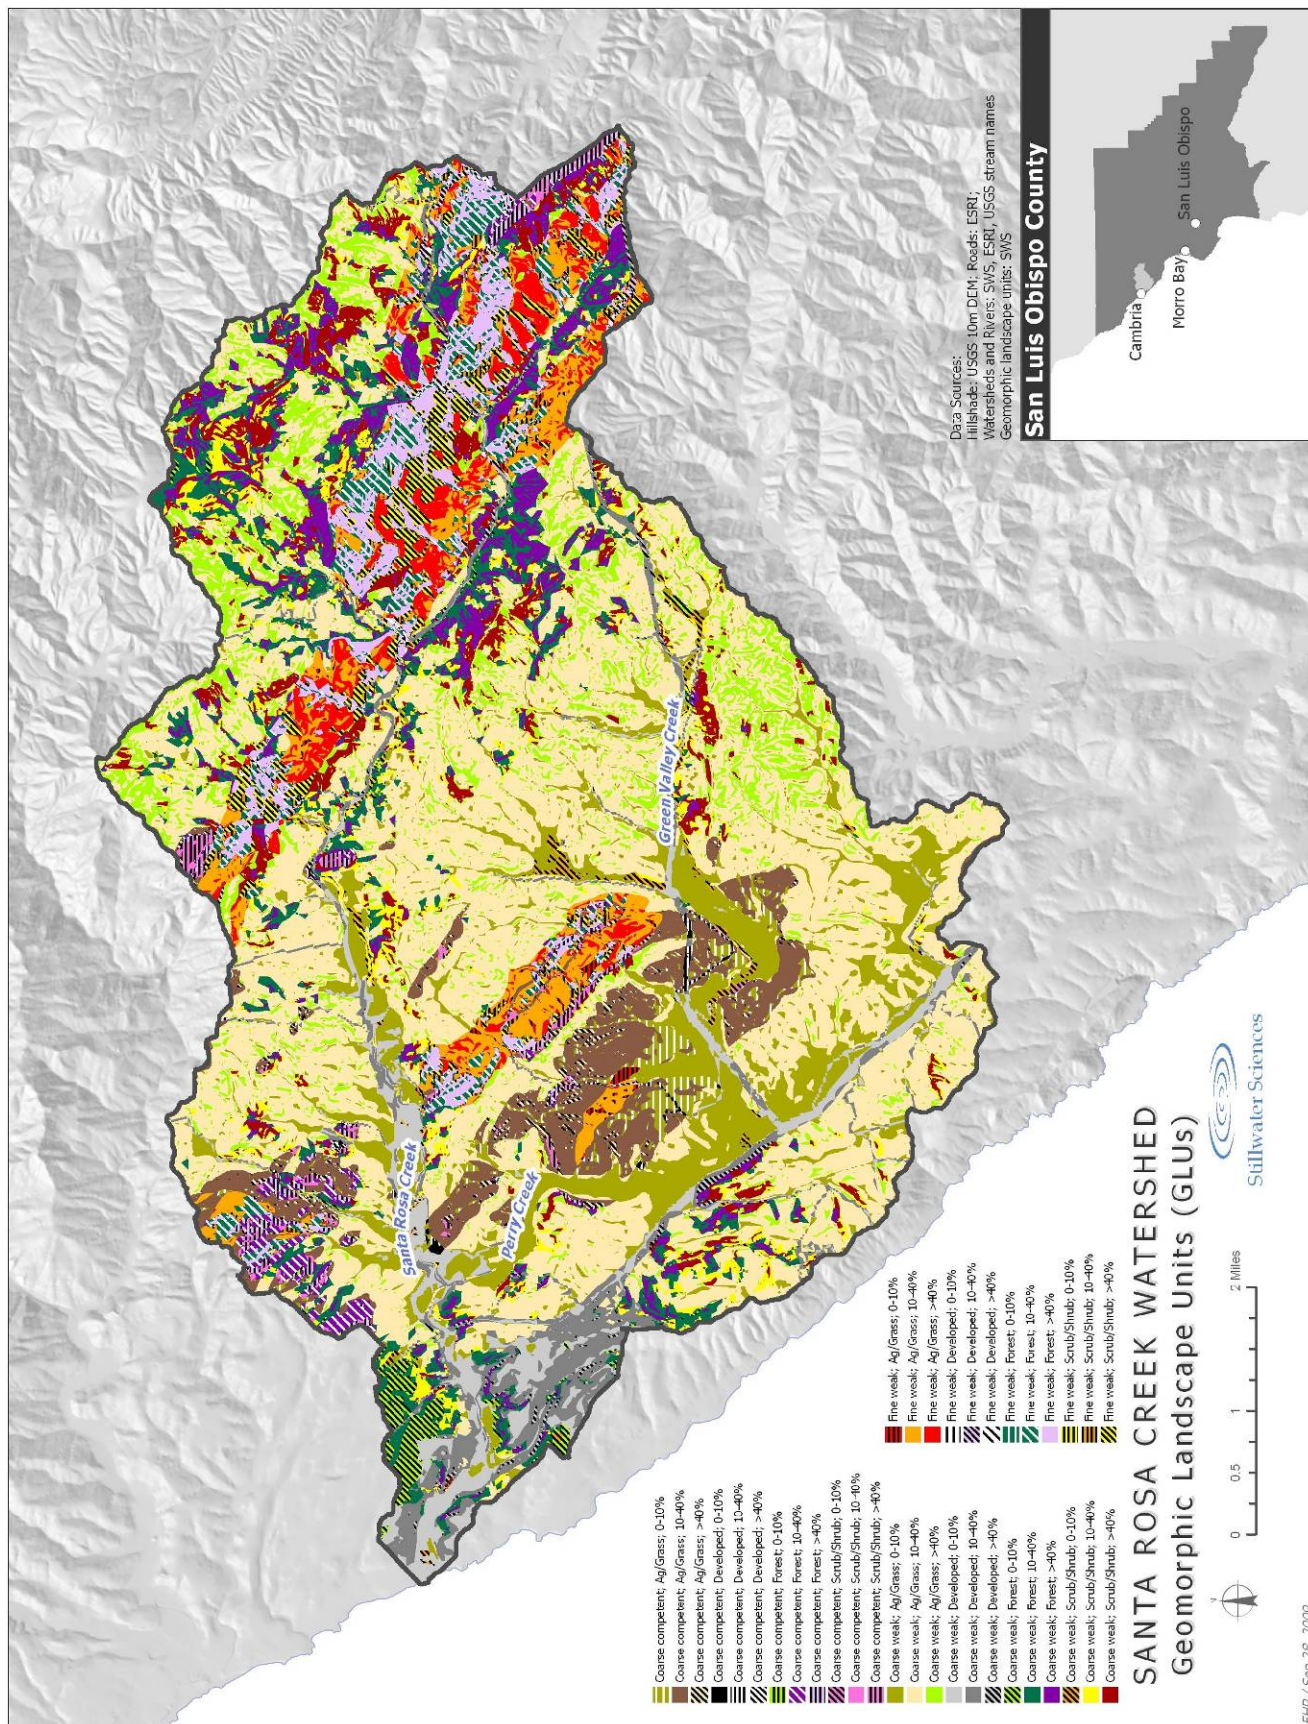 Santa Rosa Creek
Perry Creek
Green Valley Creek
Coarse competent; Ag/Grass; 0-10%
Coarse competent; Ag/Grass; 10-40%
Coarse competent; Ag/Grass; >40%
Coarse competent; Developed; 0-10%
Coarse competent; Developed; 10-40%
Coarse competent; Developed; >40%
Coarse competent; Forest; 0-10%
Coarse competent; Forest; 10-40%
Coarse competent; Forest; >40%
Coarse competent; Scrub/Shrub; 0-10%
Coarse competent; Scrub/Shrub; 10-40%
Coarse competent; Scrub/Shrub; >40%
Coarse weak; Ag/Grass; 0-10%
Coarse weak; Ag/Grass; 10-40%
Coarse weak; Ag/Grass; >40%
Coarse weak; Developed; 0-10%
Coarse weak; Developed; 10-40%
Coarse weak; Developed; >40%
Coarse weak; Forest; 0-10%
Coarse weak; Forest; 10-40%
Coarse weak; Forest; >40%
Coarse weak; Scrub/Shrub; 0-10%
Coarse weak; Scrub/Shrub; 10-40%
Coarse weak; Scrub/Shrub; >40%
Fine weak; Ag/Grass; 0-10%
Fine weak; Ag/Grass; 10-40%
Fine weak; Ag/Grass; >40%
Fine weak; Developed; 0-10%
Fine weak; Developed; 10-40%
Fine weak; Developed; >40%
Fine weak; Forest; 0-10%
Fine weak; Forest; 10-40%
Fine weak; Forest; >40%
Fine weak; Scrub/Shrub; 0-10%
Fine weak; Scrub/Shrub; 10-40%
Fine weak; Scrub/Shrub; >40%
SANTA ROSA CREEK WATERSHED
Geomorphic Landscape Units (GLUs)
0 0.5 1 2 Miles
Stillwater Sciences
Data Sources:
Hillshade: USGS 10m DEM; Roads: ESRI;
Watersheds and Rivers: SWS, ESRI, USGS stream names
Geomorphic landscape units: SWS
San Luis Obispo County
Cambria
Morro Bay
San Luis Obispo